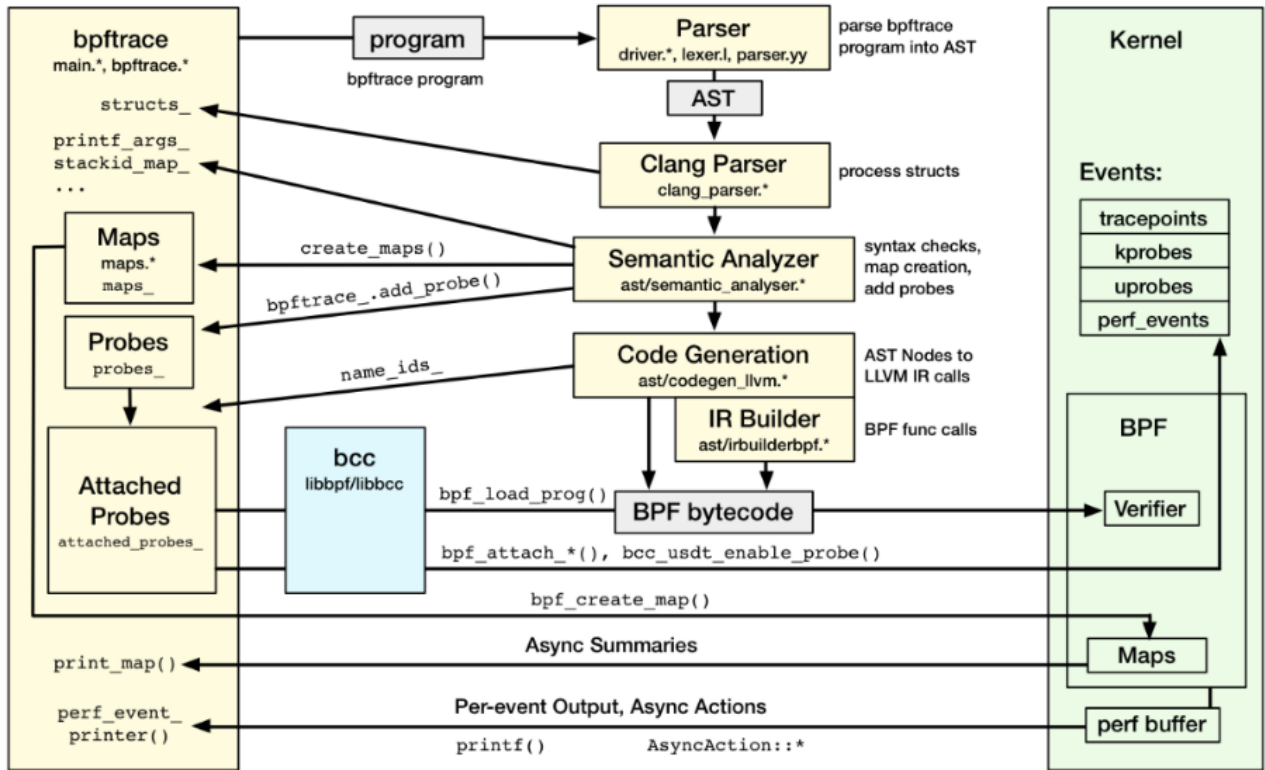 bpftrace
main.*, bpftrace.*
structs_
printf_args_
stackid_map_
...
Maps
maps.*
maps_
Probes
probes_
Attached
Probes
attached_probes_
print_map()
perf_event_
printer()
program
bpftrace program
Parser
driver.*, lexer.l, parser.yy
parse bpftrace
program into AST
AST
Clang Parser
clang_parser.*
process structs
create_maps()
Semantic Analyzer
ast/semantic_analyser.*
syntax checks,
map creation,
add probes
bpftrace_.add_probe()
Code Generation
ast/codegen_llvm.*
AST Nodes to
LLVM IR calls
name_ids_
IR Builder
ast/irbuilderbpf.*
BPF func calls
bcc
libbpf/libbcc
bpf_load_prog()
BPF bytecode
bpf_attach_*(), bcc_usdt_enable_probe()
bpf_create_map()
Async Summaries
Per-event Output, Async Actions
printf()
AsyncAction::*
Kernel
Events:
tracepoints
kprobes
uprobes
perf_events
BPF
Verifier
Maps
perf buffer